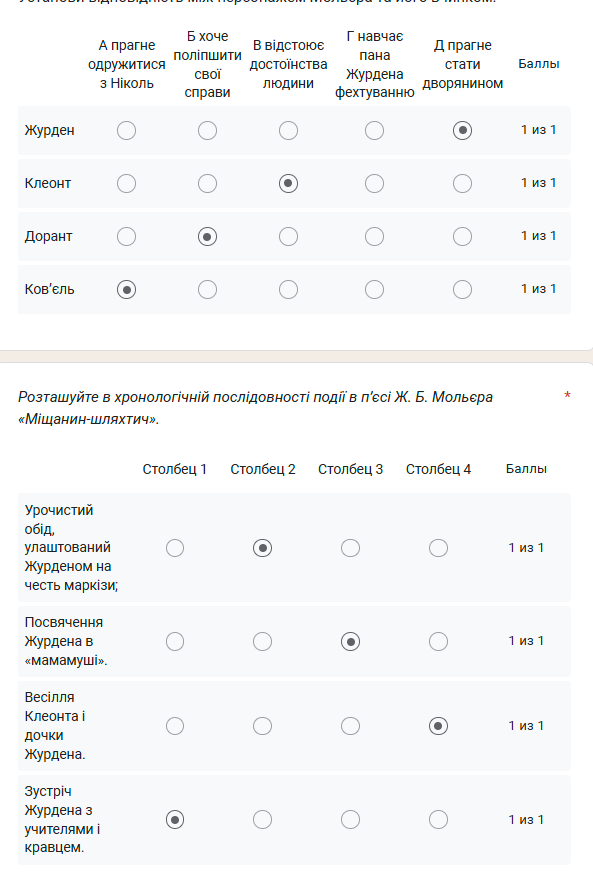 А прагне одружитися з Ніколь
Б хоче поліпшити свої справи
В відстоює достоїнства людини
Г навчає пана Журдена фехтуванню
Д прагне стати дворянином
Баллы
Журден
1 из 1
Клеонт
1 из 1
Дорант
1 из 1
Ков’єль
1 из 1
Розташуйте в хронологічній послідовності події в п’єсі Ж. Б. Мольєра *
«Міщанин-шляхтич».
Столбец 1 Столбец 2 Столбец 3 Столбец 4 Баллы
Урочистий
обід,
улаштований
Журденом на
честь маркізи;
1 из 1
Посвячення
Журдена в
«мамамуші».
1 из 1
Весілля
Клеонта і
дочки
Журдена.
1 из 1
Зустріч
Журдена з
учителями і
кравцем.
1 из 1